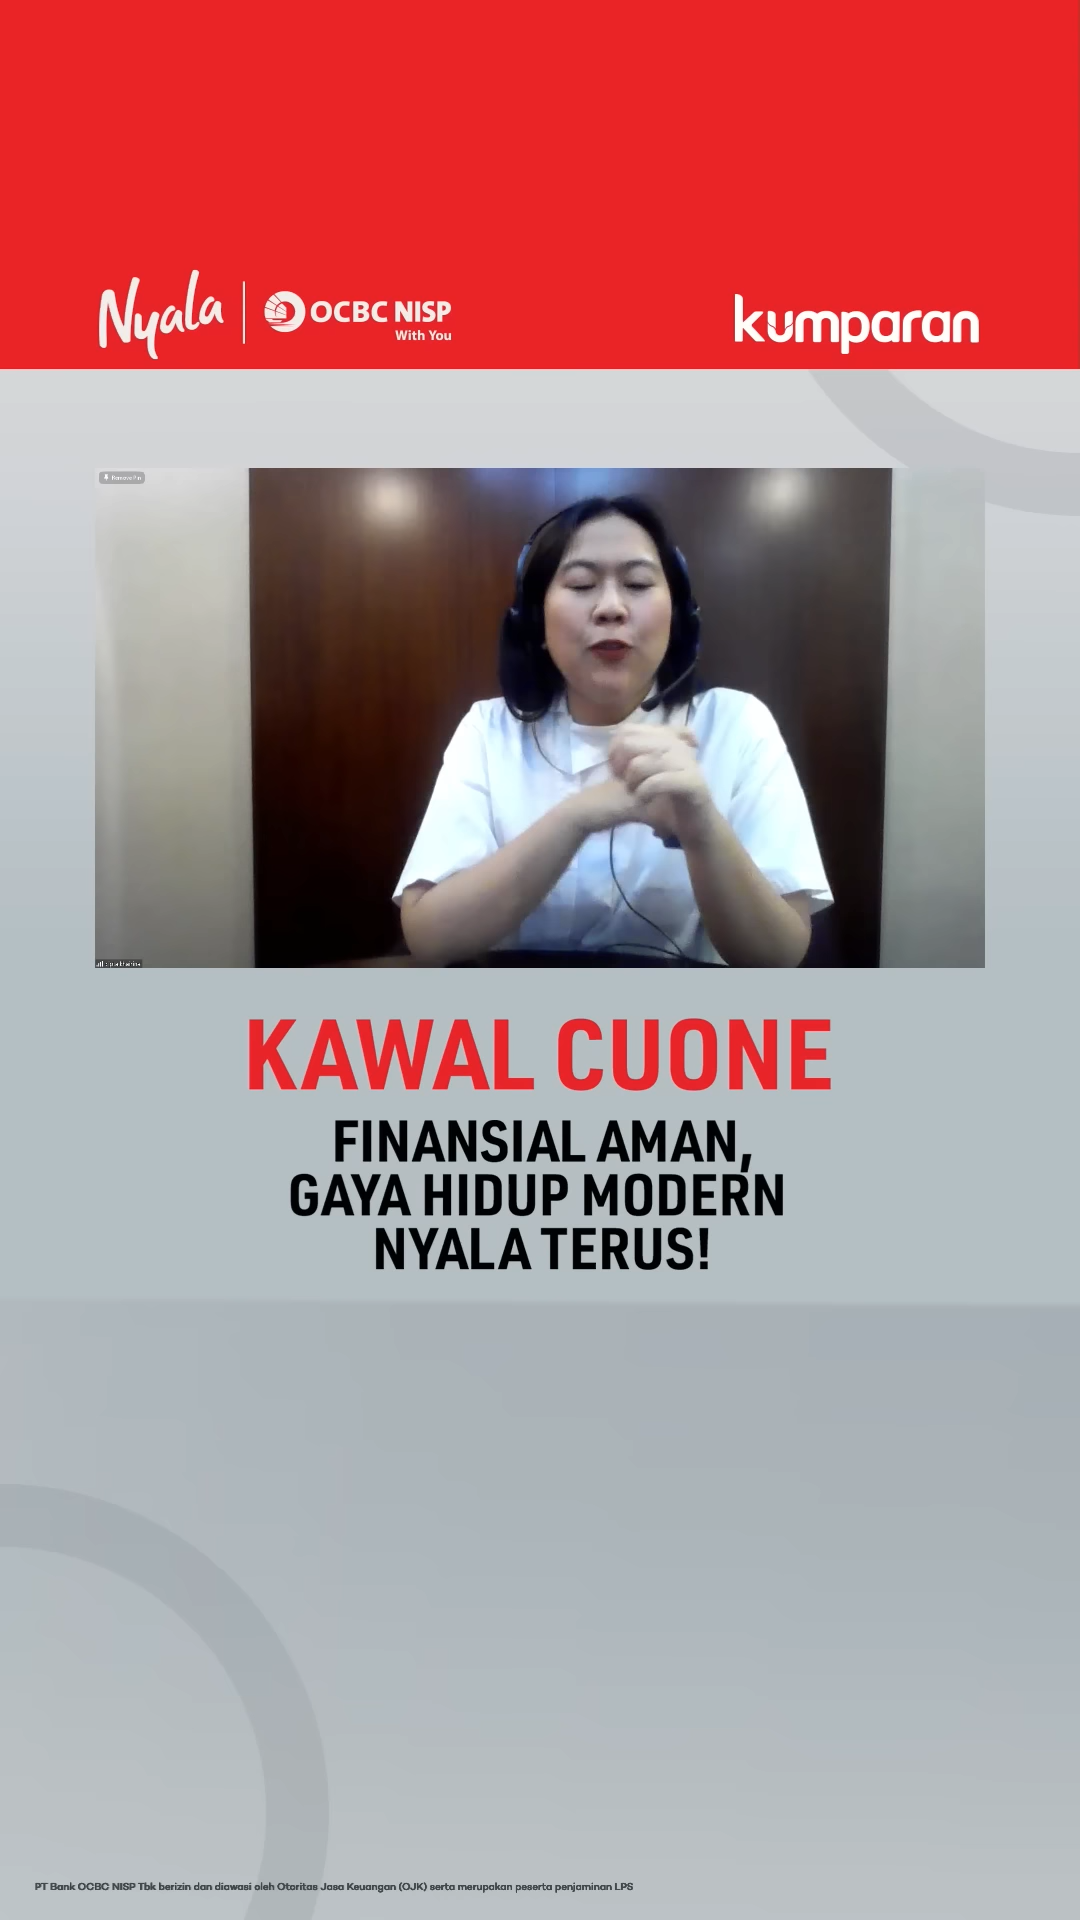 Nyala
OCBC NISP
With You
kumparan
KAWAL CUONE
FINANSIAL AMAN,
GAYA HIDUP MODERN
NYALA TERUS!
PT Bank OCBC NISP Tbk berizin dan diawasi oleh Otoritas Jasa Keuangan (OJK) serta merupakan peserta penjaminan LPS